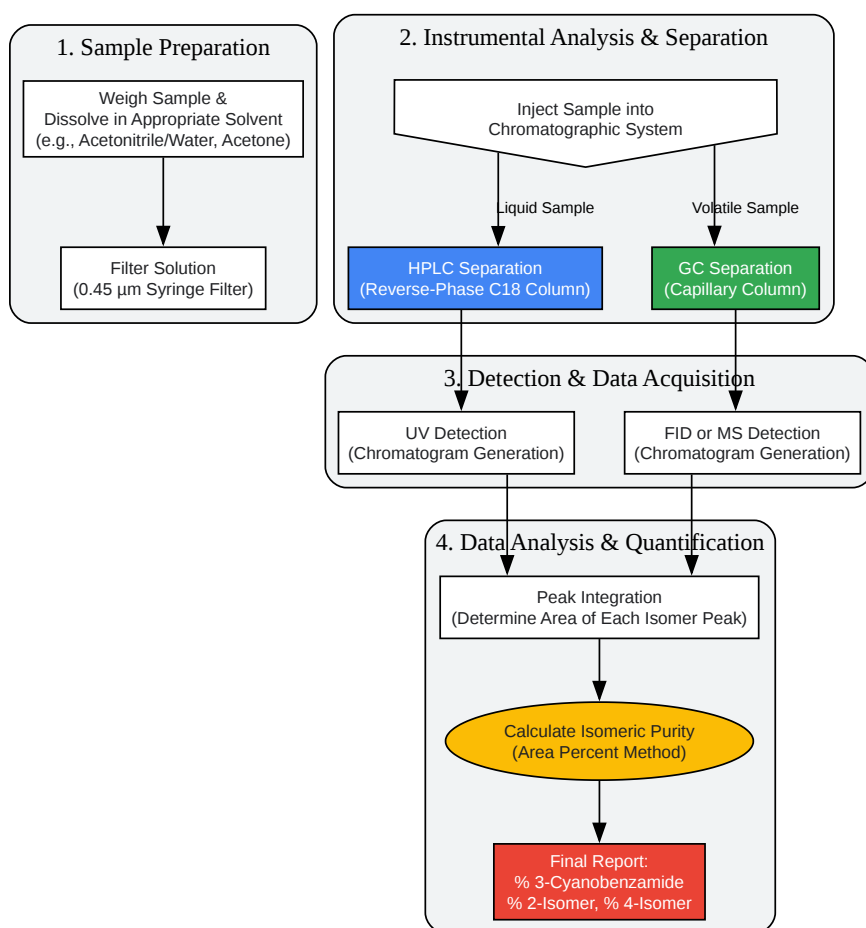 1. Sample Preparation
Weigh Sample &
Dissolve in Appropriate Solvent
(e.g., Acetonitrile/Water, Acetone)
Filter Solution
(0.45 µm Syringe Filter)
2. Instrumental Analysis & Separation
Inject Sample into
Chromatographic System
Liquid Sample
Volatile Sample
HPLC Separation
(Reverse-Phase C18 Column)
GC Separation
(Capillary Column)
3. Detection & Data Acquisition
UV Detection
(Chromatogram Generation)
FID or MS Detection
(Chromatogram Generation)
4. Data Analysis & Quantification
Peak Integration
(Determine Area of Each Isomer Peak)
Calculate Isomeric Purity
(Area Percent Method)
Final Report:
% 3-Cyanobenzamide
% 2-Isomer, % 4-Isomer